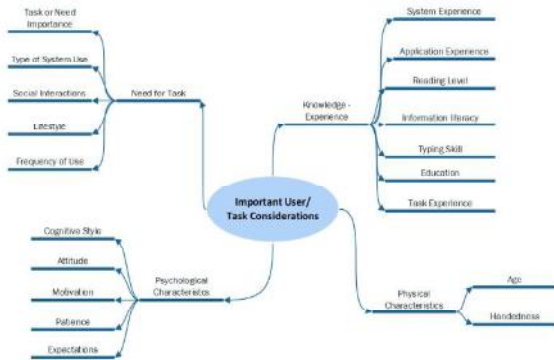 Task or Need
Importance
Type of System Use
Social Interactions
Lifestyle
Frequency of Use
Need for Task
System Experience
Application Experience
Reading Level
Information literacy
Typing Skill
Education
Task Experience
Knowledge -
Experience
Important User/
Task Considerations
Cognitive Style
Attitude
Motivation
Patience
Expectations
Psychological
Characteristics
Physical
Characteristics
Age
Handedness